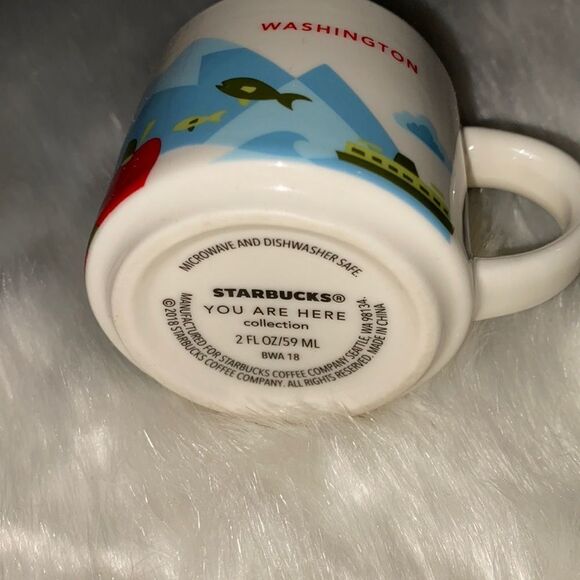 WASHINGTON
MICROWAVE AND DISHWASHER SAFE.
STARBUCKS®
YOU ARE HERE
collection
2 FL OZ/59 ML
BWA 18
MANUFACTURED FOR STARBUCKS COFFEE COMPANY SEATTLE, WA 98134-
©2018 STARBUCKS COFFEE COMPANY. ALL RIGHTS RESERVED. MADE IN CHINA